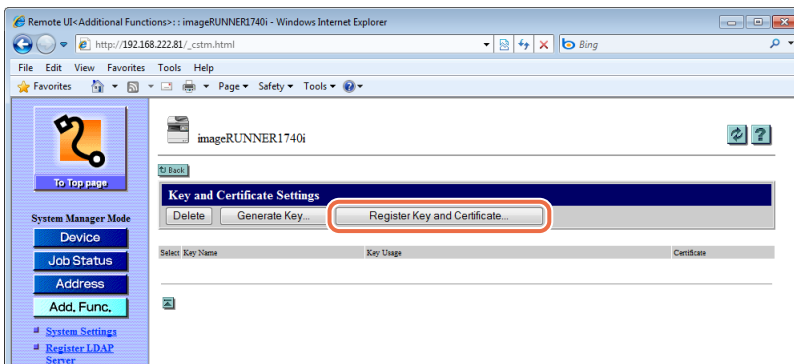 Remote UI<Additional Functions>: : imageRUNNER1740i - Windows Internet Explorer
http://192.168.222.81/_cstm.html
Bing
File Edit View Favorites Tools Help
Favorites Page Safety Tools
imageRUNNER1740i
To Top page
Back
Key and Certificate Settings
Delete Generate Key... Register Key and Certificate...
System Manager Mode
Device
Job Status
Address
Add. Func.
Select Key Name Key Usage Certificate
System Settings
Register LDAP
Server